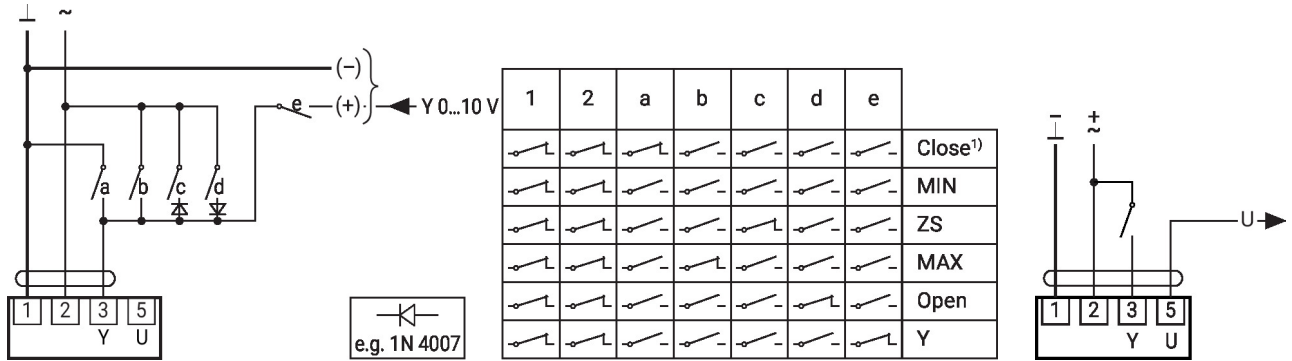 ⊥ ~
(–)
e (+) Y 0...10 V
a b c d
1 2 3 5
Y U
e.g. 1N 4007
1 2 a b c d e
Close¹⁾
MIN
ZS
MAX
Open
Y
– +
⊥ ~
U
1 2 3 5
Y U